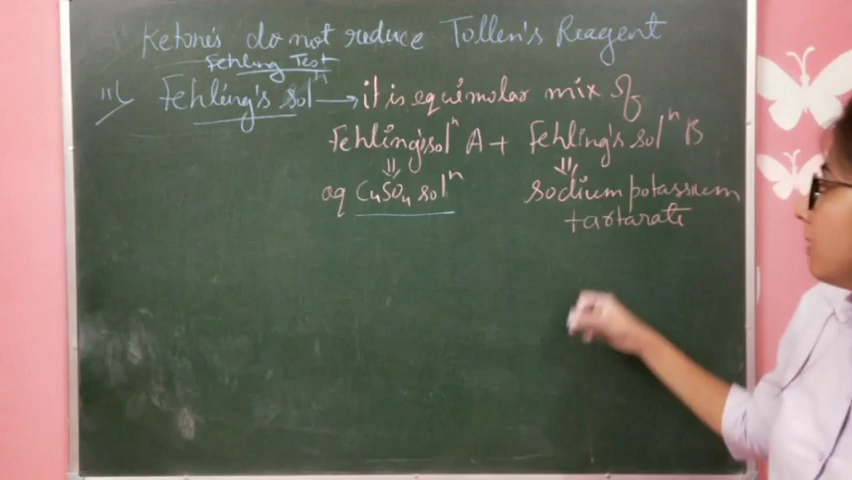 Ketones do not reduce Tollen's Reagent
Fehling Test
ii) Fehling's solⁿ → it is equimolar mix of
Fehling's solⁿ A + Fehling's solⁿ B
⇓ ⇓
aq CuSO₄ solⁿ sodium potassium
tartarate